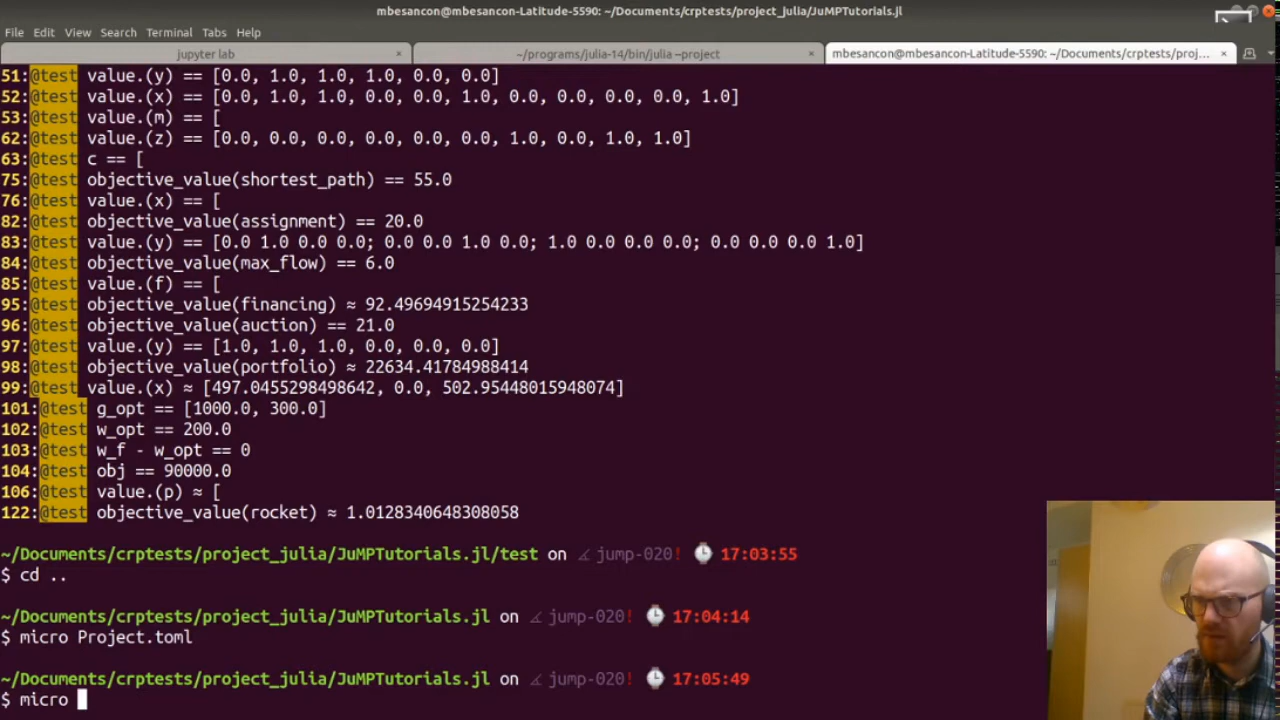 mbesancon@mbesancon-Latitude-5590: ~/Documents/crptests/project_julia/JuMPTutorials.jl
File Edit View Search Terminal Tabs Help
jupyter lab × ~/programs/julia-14/bin/julia --project × mbesancon@mbesancon-Latitude-5590: ~/Documents/crptests/proj... ×
51:@test value.(y) == [0.0, 1.0, 1.0, 1.0, 0.0, 0.0]
52:@test value.(x) == [0.0, 1.0, 1.0, 0.0, 0.0, 1.0, 0.0, 0.0, 0.0, 0.0, 1.0]
53:@test value.(m) == [
62:@test value.(z) == [0.0, 0.0, 0.0, 0.0, 0.0, 0.0, 1.0, 0.0, 1.0, 1.0]
63:@test c == [
75:@test objective_value(shortest_path) == 55.0
76:@test value.(x) == [
82:@test objective_value(assignment) == 20.0
83:@test value.(y) == [0.0 1.0 0.0 0.0; 0.0 0.0 1.0 0.0; 1.0 0.0 0.0 0.0; 0.0 0.0 0.0 1.0]
84:@test objective_value(max_flow) == 6.0
85:@test value.(f) == [
95:@test objective_value(financing) ≈ 92.49694915254233
96:@test objective_value(auction) == 21.0
97:@test value.(y) == [1.0, 1.0, 1.0, 0.0, 0.0, 0.0]
98:@test objective_value(portfolio) ≈ 22634.41784988414
99:@test value.(x) ≈ [497.0455298498642, 0.0, 502.95448015948074]
101:@test g_opt == [1000.0, 300.0]
102:@test w_opt == 200.0
103:@test w_f - w_opt == 0
104:@test obj == 90000.0
106:@test value.(p) ≈ [
122:@test objective_value(rocket) ≈ 1.0128340648308058
~/Documents/crptests/project_julia/JuMPTutorials.jl/test on jump-020! 17:03:55
$ cd ..
~/Documents/crptests/project_julia/JuMPTutorials.jl on jump-020! 17:04:14
$ micro Project.toml
~/Documents/crptests/project_julia/JuMPTutorials.jl on jump-020! 17:05:49
$ micro